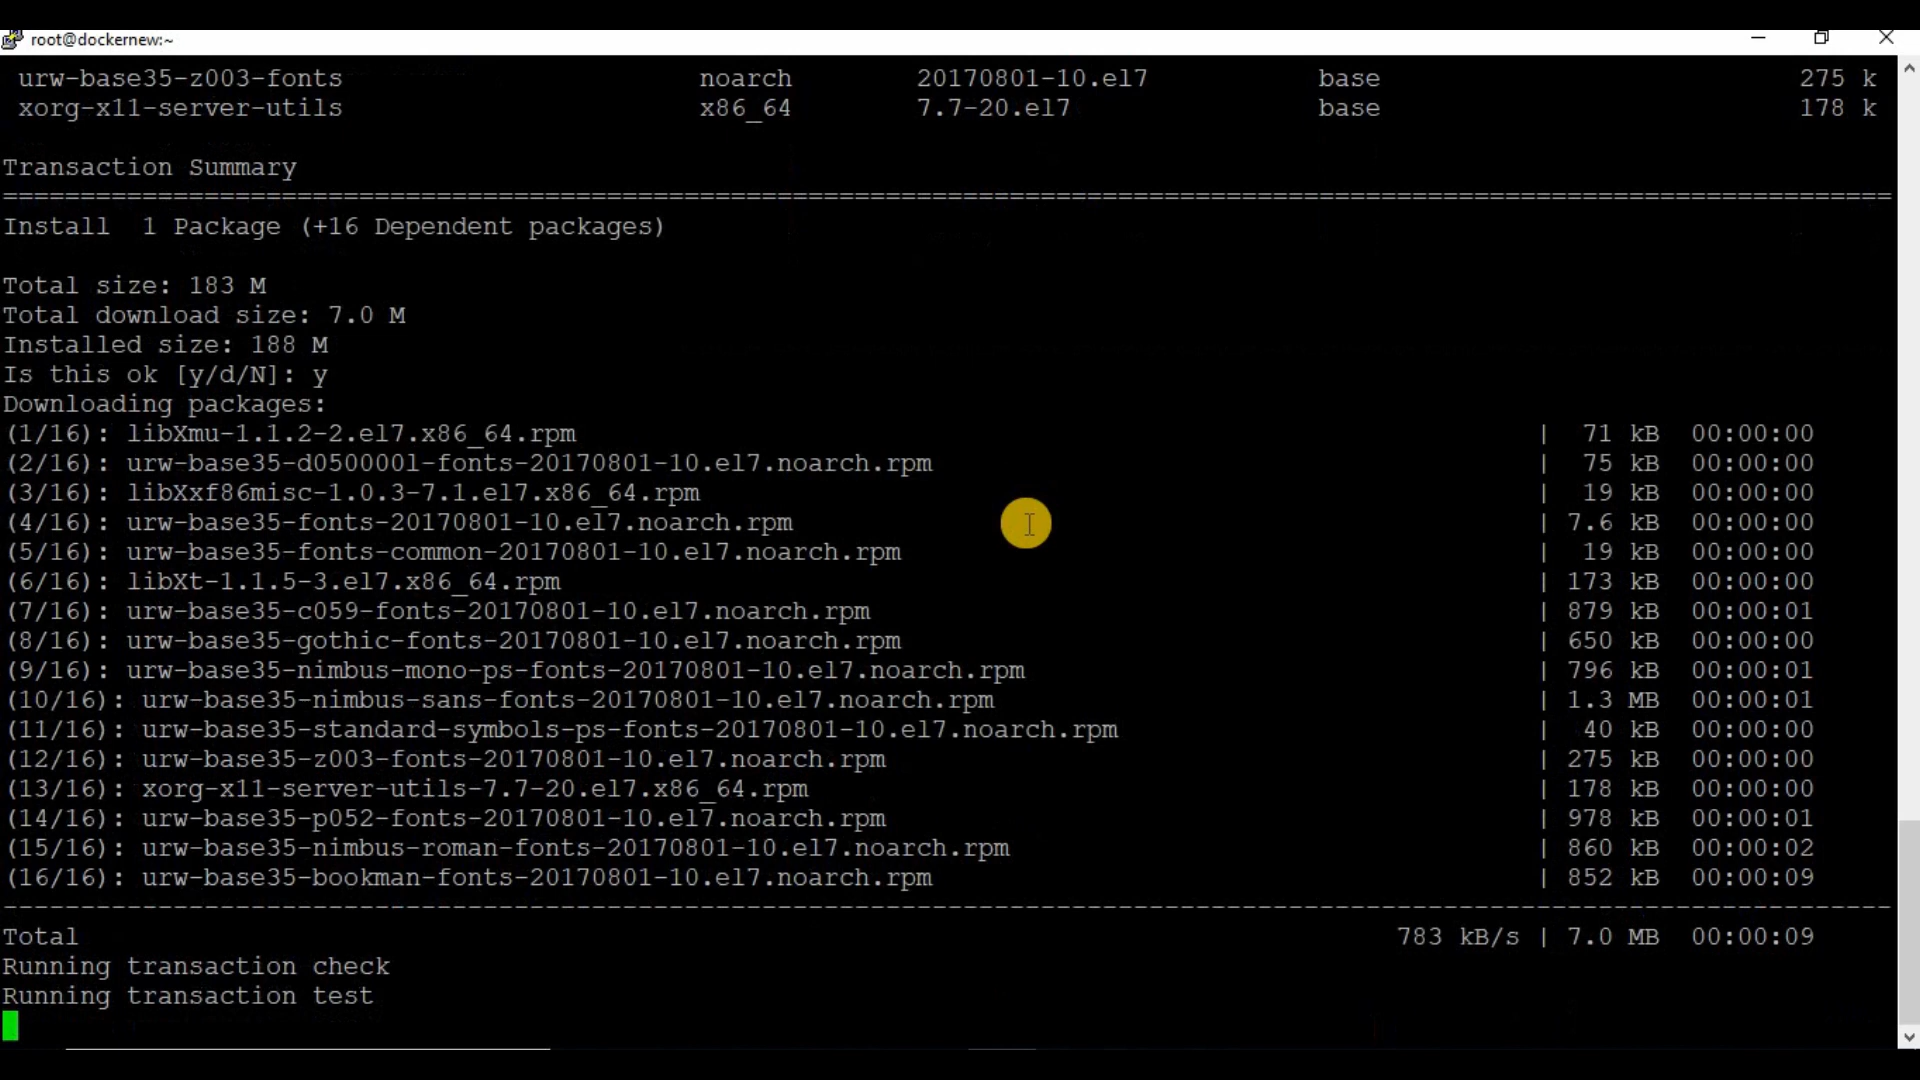 root@dockernew:~
urw-base35-z003-fonts noarch 20170801-10.el7 base 275 k
xorg-x11-server-utils x86_64 7.7-20.el7 base 178 k
Transaction Summary
================================================================================
Install 1 Package (+16 Dependent packages)
Total size: 183 M
Total download size: 7.0 M
Installed size: 188 M
Is this ok [y/d/N]: y
Downloading packages:
(1/16): libXmu-1.1.2-2.el7.x86_64.rpm | 71 kB 00:00:00
(2/16): urw-base35-d050000l-fonts-20170801-10.el7.noarch.rpm | 75 kB 00:00:00
(3/16): libXxf86misc-1.0.3-7.1.el7.x86_64.rpm | 19 kB 00:00:00
(4/16): urw-base35-fonts-20170801-10.el7.noarch.rpm | 7.6 kB 00:00:00
(5/16): urw-base35-fonts-common-20170801-10.el7.noarch.rpm | 19 kB 00:00:00
(6/16): libXt-1.1.5-3.el7.x86_64.rpm | 173 kB 00:00:00
(7/16): urw-base35-c059-fonts-20170801-10.el7.noarch.rpm | 879 kB 00:00:01
(8/16): urw-base35-gothic-fonts-20170801-10.el7.noarch.rpm | 650 kB 00:00:00
(9/16): urw-base35-nimbus-mono-ps-fonts-20170801-10.el7.noarch.rpm | 796 kB 00:00:01
(10/16): urw-base35-nimbus-sans-fonts-20170801-10.el7.noarch.rpm | 1.3 MB 00:00:01
(11/16): urw-base35-standard-symbols-ps-fonts-20170801-10.el7.noarch.rpm | 40 kB 00:00:00
(12/16): urw-base35-z003-fonts-20170801-10.el7.noarch.rpm | 275 kB 00:00:00
(13/16): xorg-x11-server-utils-7.7-20.el7.x86_64.rpm | 178 kB 00:00:00
(14/16): urw-base35-p052-fonts-20170801-10.el7.noarch.rpm | 978 kB 00:00:01
(15/16): urw-base35-nimbus-roman-fonts-20170801-10.el7.noarch.rpm | 860 kB 00:00:02
(16/16): urw-base35-bookman-fonts-20170801-10.el7.noarch.rpm | 852 kB 00:00:09
--------------------------------------------------------------------------------
Total 783 kB/s | 7.0 MB 00:00:09
Running transaction check
Running transaction test